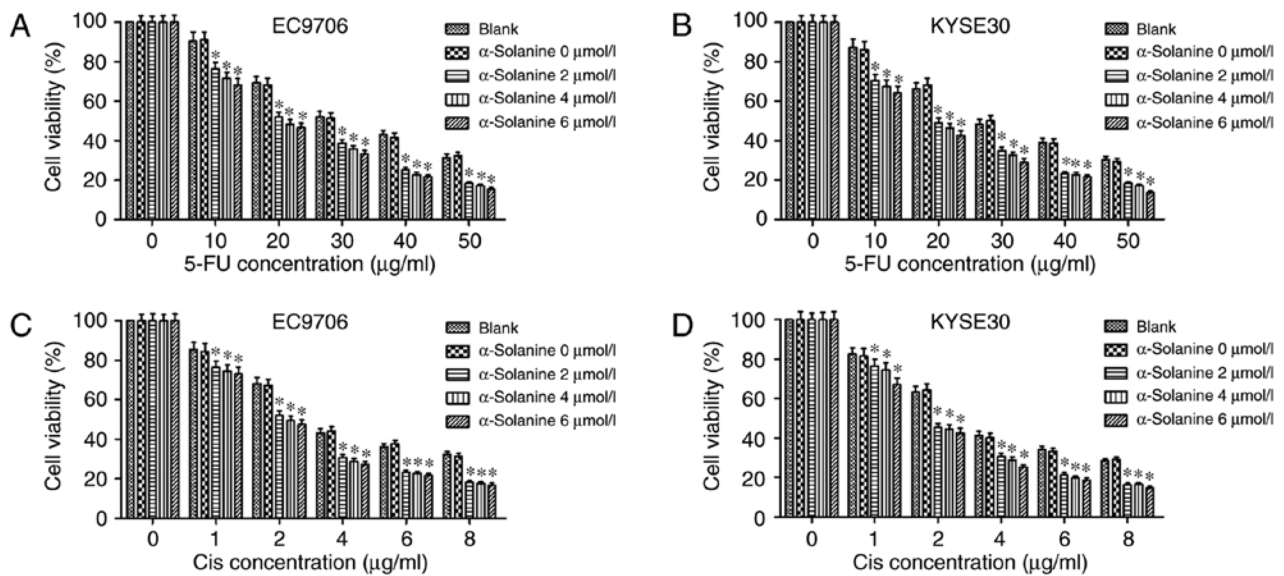 A
EC9706
Cell viability (%)
100
80
60
40
20
0
Blank
α-Solanine 0 μmol/l
α-Solanine 2 μmol/l
α-Solanine 4 μmol/l
α-Solanine 6 μmol/l
* * *
* * *
* * *
* * *
* * *
0 10 20 30 40 50
5-FU concentration (μg/ml)
B
KYSE30
Cell viability (%)
100
80
60
40
20
0
Blank
α-Solanine 0 μmol/l
α-Solanine 2 μmol/l
α-Solanine 4 μmol/l
α-Solanine 6 μmol/l
* * *
* * *
* * *
* * *
* * *
0 10 20 30 40 50
5-FU concentration (μg/ml)
C
EC9706
Cell viability (%)
100
80
60
40
20
0
Blank
α-Solanine 0 μmol/l
α-Solanine 2 μmol/l
α-Solanine 4 μmol/l
α-Solanine 6 μmol/l
* * *
* * *
* * *
* * *
* * *
0 1 2 4 6 8
Cis concentration (μg/ml)
D
KYSE30
Cell viability (%)
100
80
60
40
20
0
Blank
α-Solanine 0 μmol/l
α-Solanine 2 μmol/l
α-Solanine 4 μmol/l
α-Solanine 6 μmol/l
* * *
* * *
* * *
* * *
* * *
0 1 2 4 6 8
Cis concentration (μg/ml)